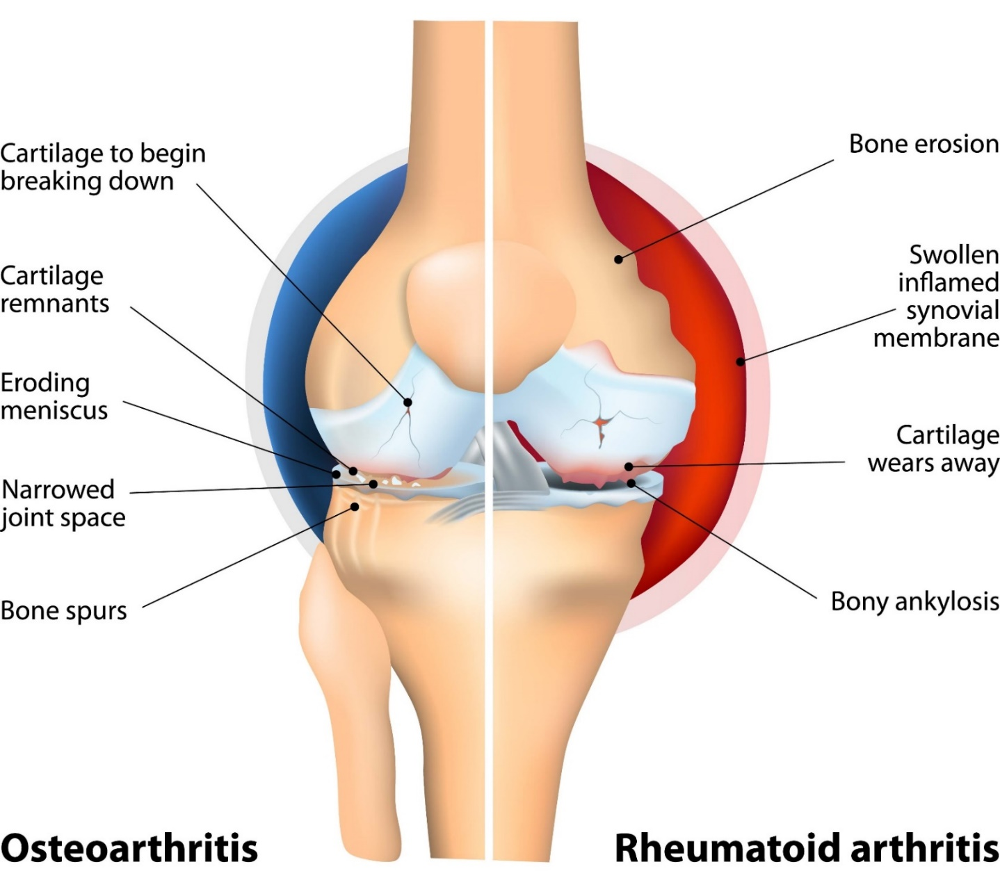 Cartilage to begin
breaking down
Cartilage
remnants
Eroding
meniscus
Narrowed
joint space
Bone spurs
Osteoarthritis
Bone erosion
Swollen
inflamed
synovial
membrane
Cartilage
wears away
Bony ankylosis
Rheumatoid arthritis